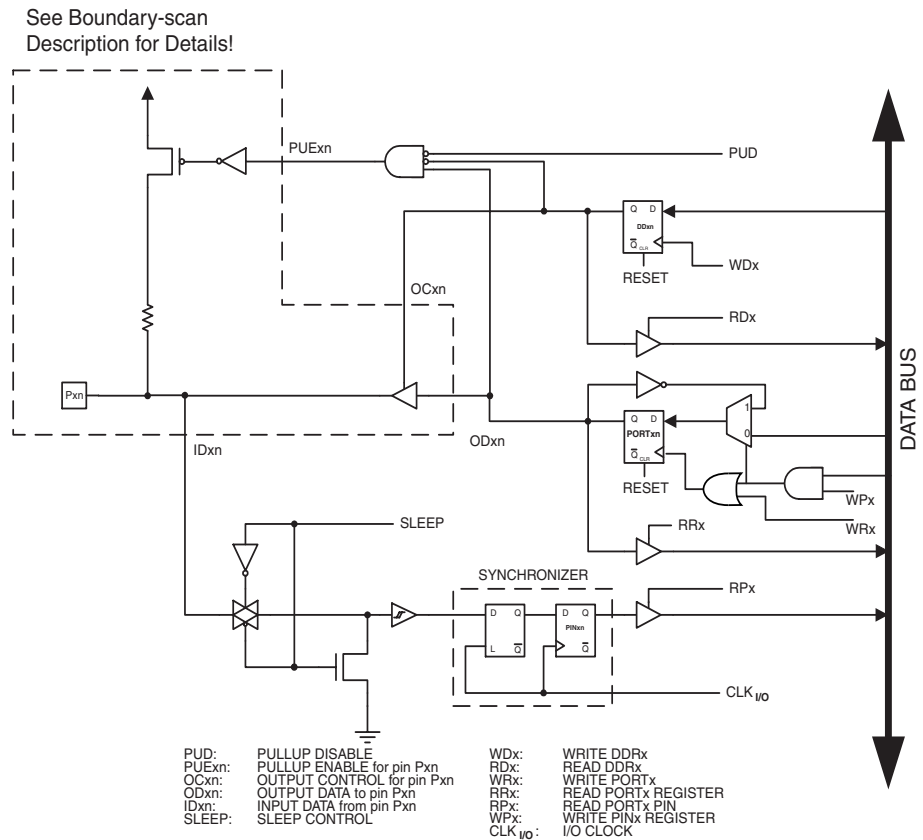 See Boundary-scan
Description for Details!
PUExn
PUD
Q D
DDxn
Q CLR
WDx
RESET
OCxn
RDx
Pxn
1
0
Q D
PORTxn
Q CLR
ODxn
IDxn
RESET
WPx
WRx
SLEEP
RRx
SYNCHRONIZER
RPx
D Q
L Q
D Q
PINxn
Q
CLK I/O
DATA BUS
PUD: PULLUP DISABLE
PUExn: PULLUP ENABLE for pin Pxn
OCxn: OUTPUT CONTROL for pin Pxn
ODxn: OUTPUT DATA to pin Pxn
IDxn: INPUT DATA from pin Pxn
SLEEP: SLEEP CONTROL
WDx: WRITE DDRx
RDx: READ DDRx
WRx: WRITE PORTx
RRx: READ PORTx REGISTER
RPx: READ PORTx PIN
WPx: WRITE PINx REGISTER
CLK I/O: I/O CLOCK